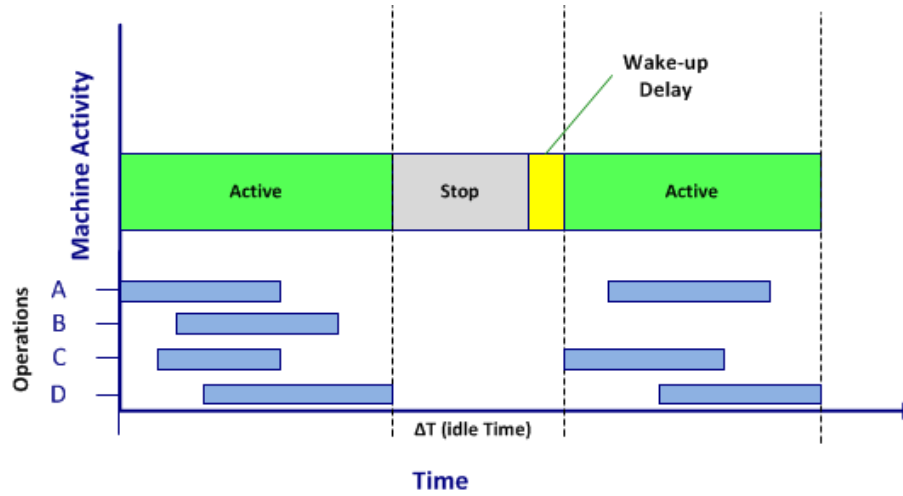 Wake-up
Delay
Machine Activity
Active
Stop
Active
Operations
A
B
C
D
ΔT (idle Time)
Time